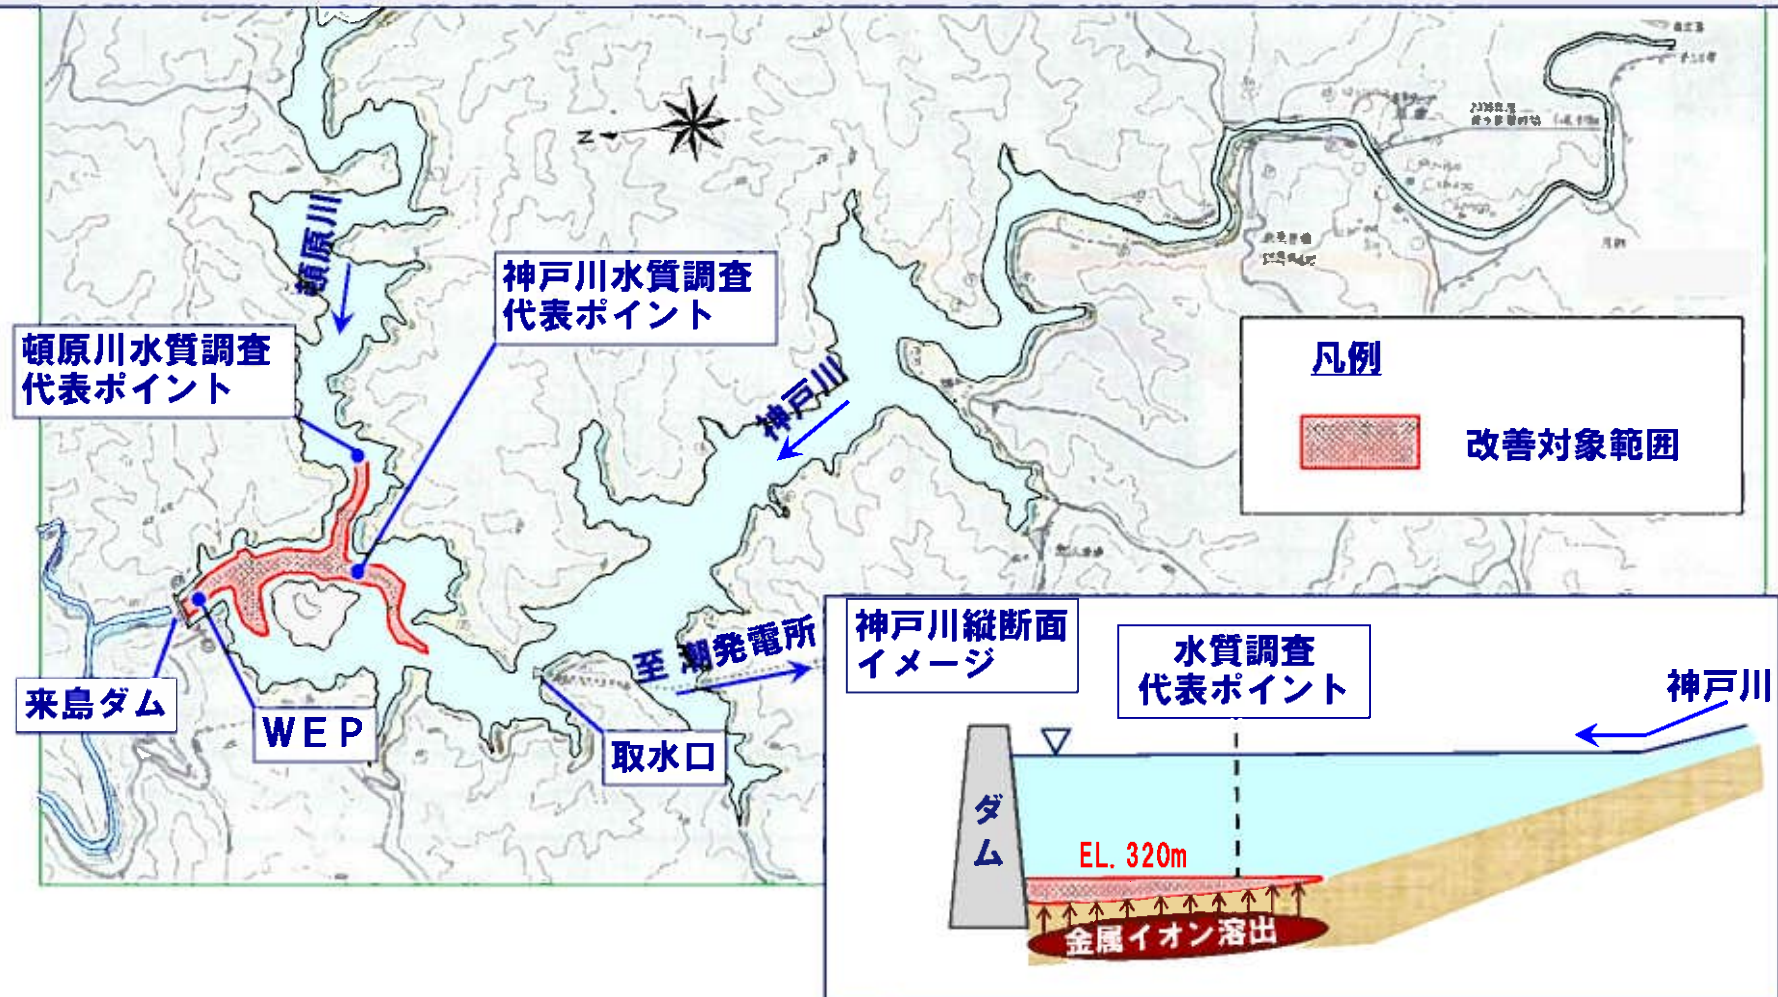 N
頓原川
神戸川水質調査
代表ポイント
頓原川水質調査
代表ポイント
神戸川
凡例
改善対象範囲
至 潮発電所
来島ダム
WEP
取水口
神戸川縦断面
イメージ
水質調査
代表ポイント
神戸川
ダム
EL. 320m
金属イオン溶出